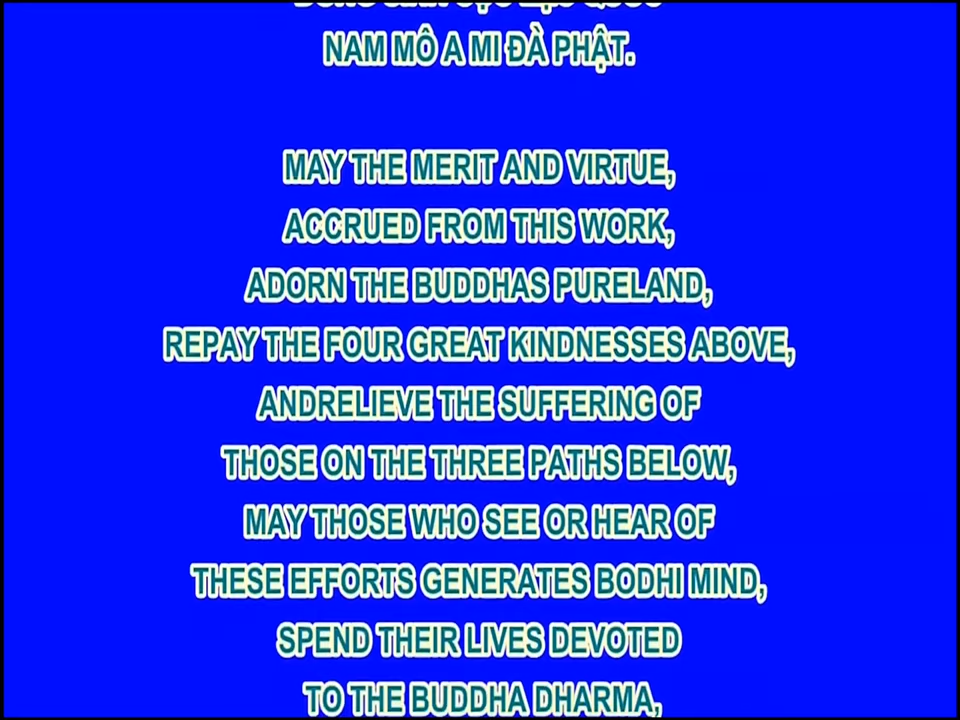 NAM MÔ A MI ĐÀ PHẬT.
MAY THE MERIT AND VIRTUE,
ACCRUED FROM THIS WORK,
ADORN THE BUDDHAS PURELAND,
REPAY THE FOUR GREAT KINDNESSES ABOVE,
ANDRELIEVE THE SUFFERING OF
THOSE ON THE THREE PATHS BELOW,
MAY THOSE WHO SEE OR HEAR OF
THESE EFFORTS GENERATES BODHI MIND,
SPEND THEIR LIVES DEVOTED
TO THE BUDDHA DHARMA,